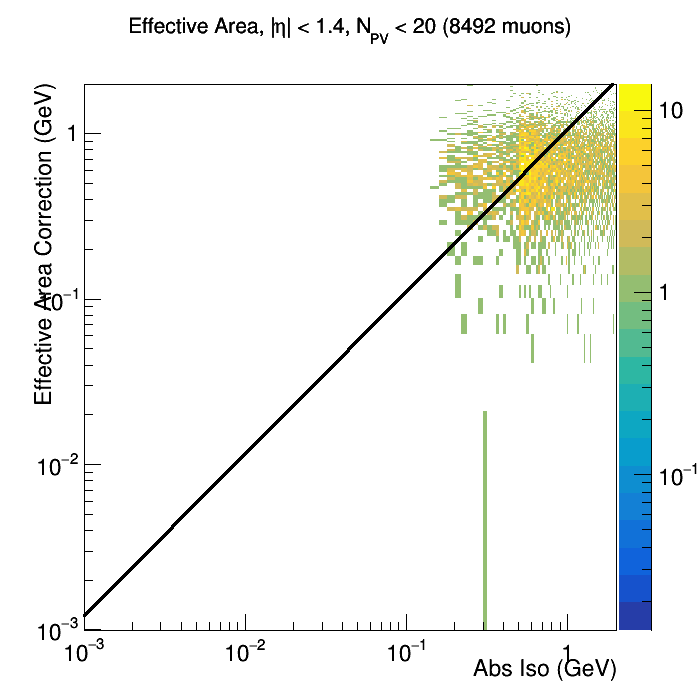 Effective Area, |η| < 1.4, N_PV < 20 (8492 muons)
Effective Area Correction (GeV)
1
10⁻¹
10⁻²
10⁻³
10⁻³ 10⁻² 10⁻¹ 1
Abs Iso (GeV)
10
1
10⁻¹